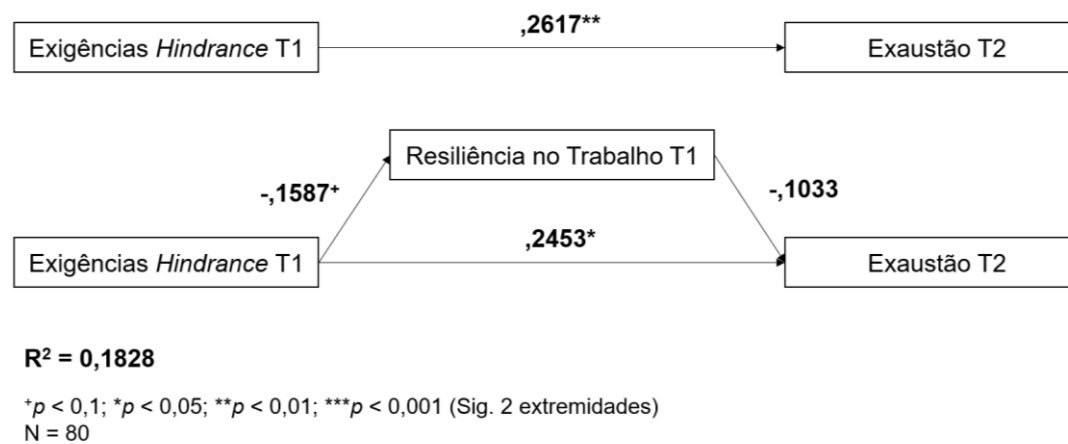 ,2617**
Exigências Hindrance T1
Exaustão T2
Resiliência no Trabalho T1
-,1587⁺
-,1033
,2453*
Exigências Hindrance T1
Exaustão T2
R² = 0,1828
⁺p < 0,1; *p < 0,05; **p < 0,01; ***p < 0,001 (Sig. 2 extremidades)
N = 80